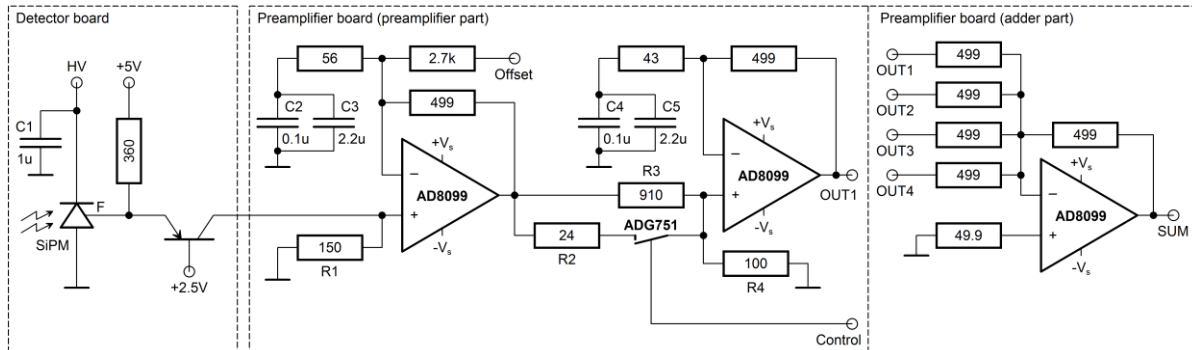 Detector board
HV
+5V
C1
1u
360
F
SiPM
+2.5V
Preamplifier board (preamplifier part)
56
2.7k
Offset
C2
C3
0.1u
2.2u
499
+Vs
−
AD8099
+
-Vs
150
R1
43
499
C4
C5
0.1u
2.2u
R3
910
+Vs
−
AD8099
+
-Vs
OUT1
24
R2
ADG751
100
R4
Control
Preamplifier board (adder part)
OUT1
499
OUT2
499
OUT3
499
OUT4
499
499
+Vs
−
AD8099
+
-Vs
SUM
49.9